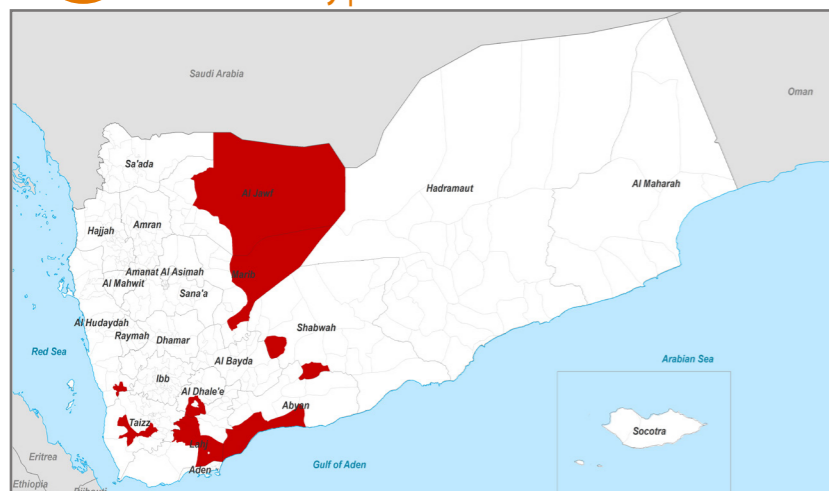 Saudi Arabia
Oman
Sa'ada
Al Jawf
Hadramaut
Al Maharah
Hajjah
Amran
Amanat Al Asimah
Marib
Al Mahwit
Sana'a
Al Hudaydah
Raymah
Dhamar
Shabwah
Red Sea
Al Bayda
Arabian Sea
Ibb
Al Dhale'e
Abyan
Taizz
Socotra
Lahj
Eritrea
Gulf of Aden
Aden
Ethiopia